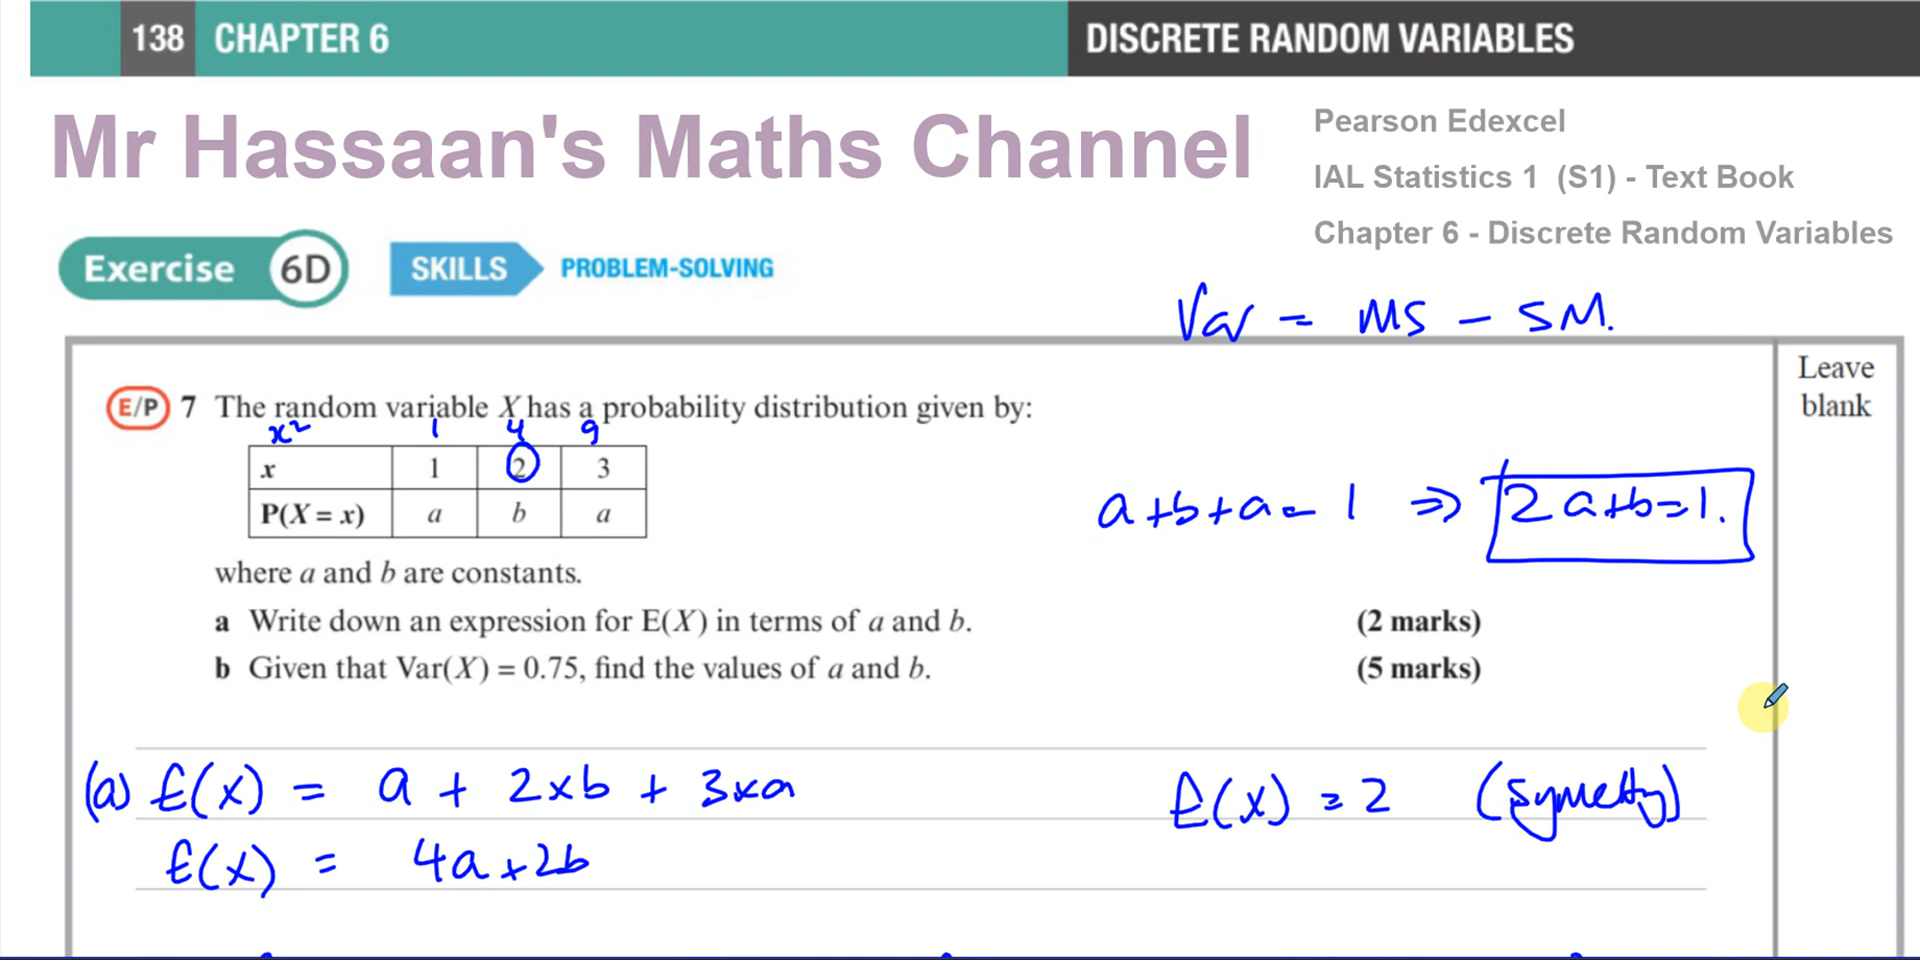 138 CHAPTER 6 DISCRETE RANDOM VARIABLES
Mr Hassaan's Maths Channel
Pearson Edexcel
IAL Statistics 1 (S1) - Text Book
Chapter 6 - Discrete Random Variables
Exercise 6D SKILLS PROBLEM-SOLVING
Var = MS - SM.
Leave
blank
E/P 7 The random variable X has a probability distribution given by:
x² 1 4 9
x 1 2 3
P(X = x) a b a
a+b+a=1 ⇒ 2a+b=1.
where a and b are constants.
a Write down an expression for E(X) in terms of a and b. (2 marks)
b Given that Var(X) = 0.75, find the values of a and b. (5 marks)
(a) E(x) = a + 2×b + 3×a
E(x) = 2 (Symetty)
E(x) = 4a+2b